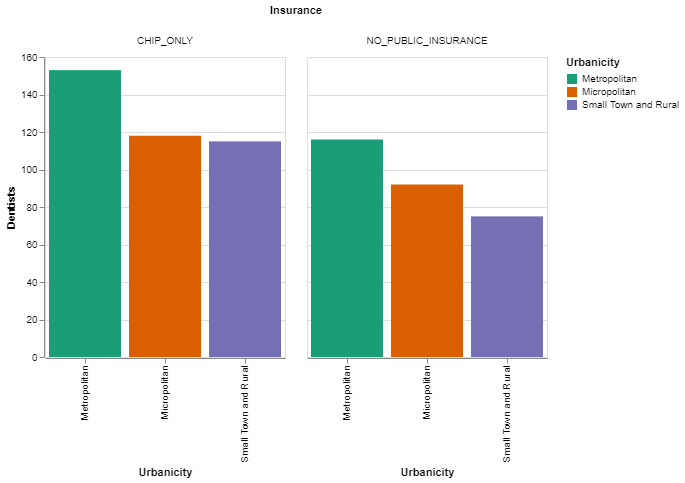 Insurance
CHIP_ONLY
NO_PUBLIC_INSURANCE
160
140
120
100
80
60
40
20
0
Dentists
Metropolitan
Micropolitan
Small Town and Rural
Urbanicity
Metropolitan
Micropolitan
Small Town and Rural
Urbanicity
Urbanicity
Metropolitan
Micropolitan
Small Town and Rural